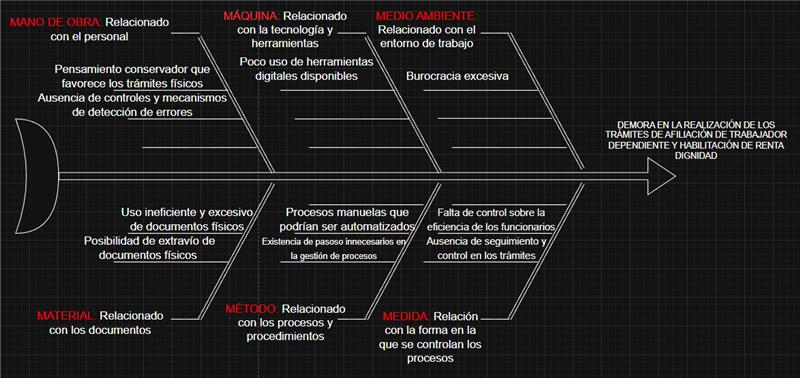 MANO DE OBRA: Relacionado
con el personal
MÁQUINA: Relacionado
con la tecnología y
herramientas
MEDIO AMBIENTE:
Relacionado con el
entorno de trabajo
Pensamiento conservador que
favorece los trámites físicos
Ausencia de controles y mecanismos
de detección de errores
Poco uso de herramientas
digitales disponibles
Burocracia excesiva
DEMORA EN LA REALIZACIÓN DE LOS
TRÁMITES DE AFILIACIÓN DE TRABAJADOR
DEPENDIENTE Y HABILITACIÓN DE RENTA
DIGNIDAD
Uso ineficiente y excesivo
de documentos físicos
Posibilidad de extravío de
documentos físicos
Procesos manuelas que
podrían ser automatizados
Existencia de pasoso innecesarios en
la gestión de procesos
Falta de control sobre la
eficiencia de los funcionarios
Ausencia de seguimiento y
control en los trámites
MATERIAL: Relacionado
con los documentos
MÉTODO: Relacionado
con los procesos y
procedimientos
MEDIDA: Relación
con la forma en la
que se controlan los
procesos